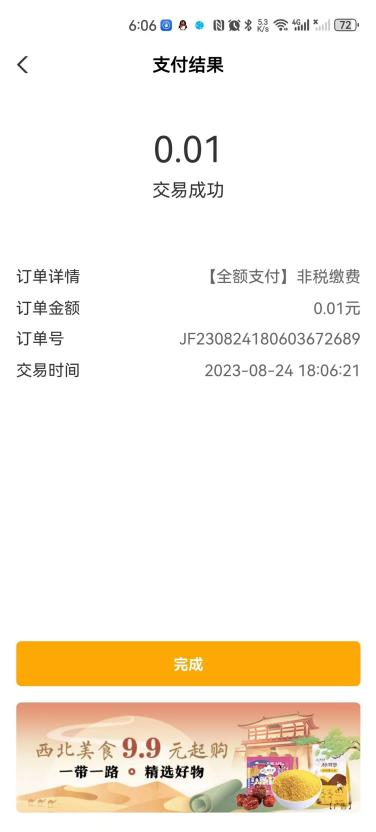 6:06 5.3 K/s 4G 72
支付结果
0.01
交易成功
订单详情 【全额支付】非税缴费
订单金额 0.01元
订单号 JF230824180603672689
交易时间 2023-08-24 18:06:21
完成
西北美食9.9元起购
一带一路 精选好物
【广告】